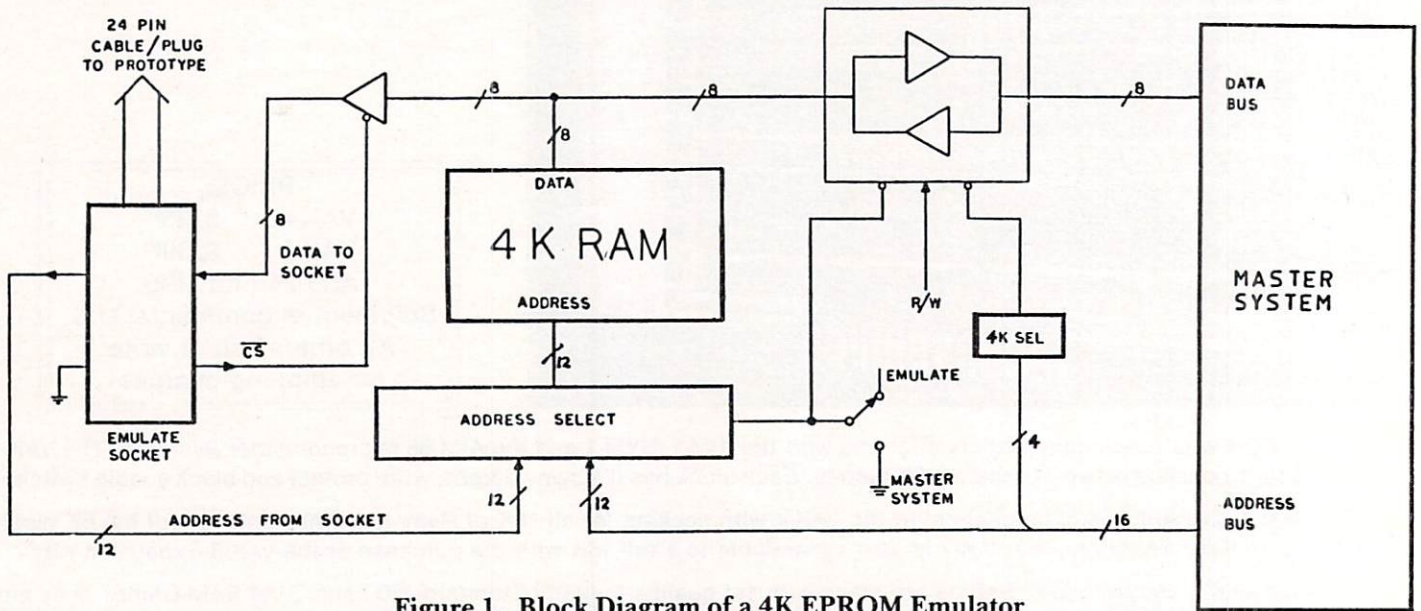 24 PIN
CABLE/PLUG
TO PROTOTYPE
8
8
8
8
8
DATA
BUS
DATA
4K RAM
ADDRESS
DATA TO
SOCKET
R/W
4K SEL
MASTER
SYSTEM
CS
12
EMULATE
ADDRESS SELECT
EMULATE
SOCKET
4
MASTER
SYSTEM
12
12
ADDRESS FROM SOCKET
12
16
ADDRESS
BUS
Figure 1. Block Diagram of a 4K EPROM Emulator